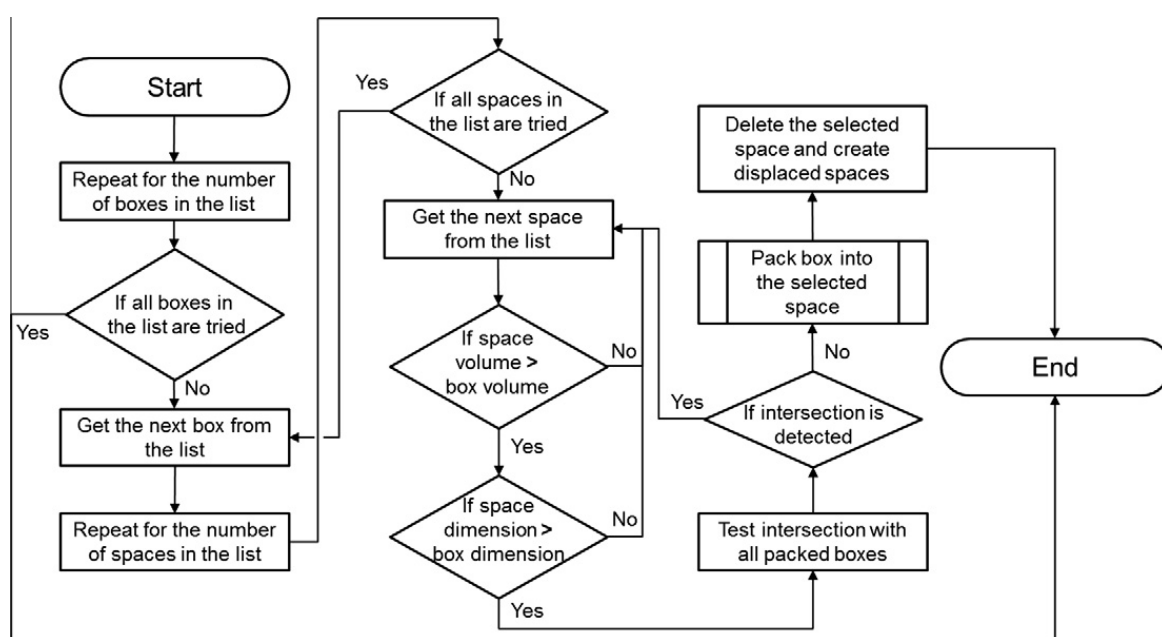 Start
Repeat for the number
of boxes in the list
If all boxes in
the list are tried
Yes
No
Get the next box from
the list
Repeat for the number
of spaces in the list
If all spaces in
the list are tried
Yes
No
Get the next space
from the list
If space
volume > 
box volume
No
Yes
If space
dimension >
box dimension
No
Yes
Test intersection with
all packed boxes
If intersection is
detected
Yes
No
Pack box into
the selected
space
Delete the selected
space and create
displaced spaces
End